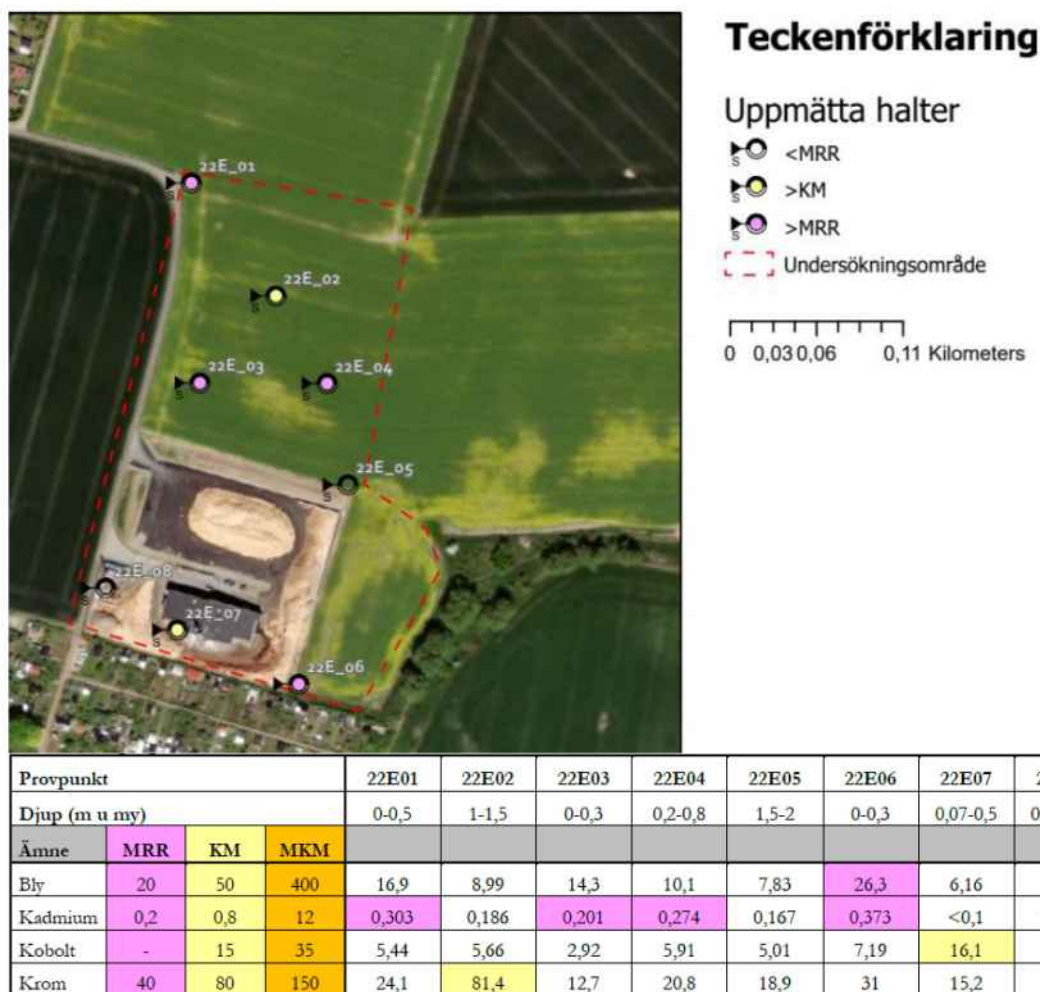 Teckenförklaring
Uppmätta halter
S <MRR
S >KM
S >MRR
Undersökningsområde
0 0,03 0,06 0,11 Kilometers
22E_01
S
22E_02
S
22E_03
S
22E_04
S
22E_05
S
22E_08
S
22E_07
S
22E_06
S
Provpunkt 22E01 22E02 22E03 22E04 22E05 22E06 22E07
Djup (m u my) 0-0,5 1-1,5 0-0,3 0,2-0,8 1,5-2 0-0,3 0,07-0,5
Ämne MRR KM MKM
Bly 20 50 400 16,9 8,99 14,3 10,1 7,83 26,3 6,16
Kadmium 0,2 0,8 12 0,303 0,186 0,201 0,274 0,167 0,373 <0,1
Kobolt - 15 35 5,44 5,66 2,92 5,91 5,01 7,19 16,1
Krom 40 80 150 24,1 81,4 12,7 20,8 18,9 31 15,2